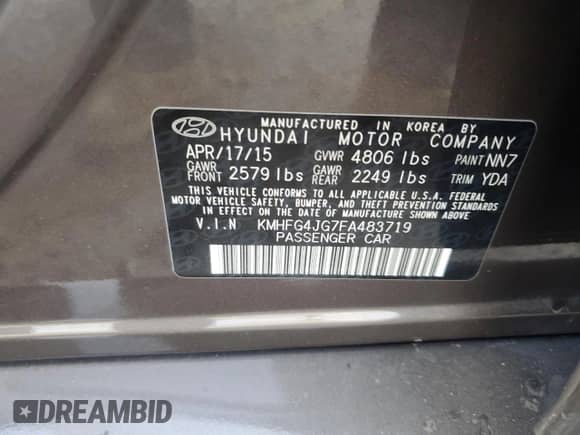 MANUFACTURED IN KOREA BY
HYUNDAI MOTOR COMPANY
APR/17/15 GVWR 4806 lbs PAINT NN7
GAWR FRONT 2579 lbs GAWR REAR 2249 lbs TRIM YDA
THIS VEHICLE CONFORMS TO ALL APPLICABLE U.S.A. FEDERAL
MOTOR VEHICLE SAFETY, BUMPER, AND THEFT PREVENTION STANDARDS
IN EFFECT ON THE DATE OF MANUFACTURE SHOWN ABOVE.
V.I.N KMHFG4JG7FA483719
PASSENGER CAR
DREAMBID